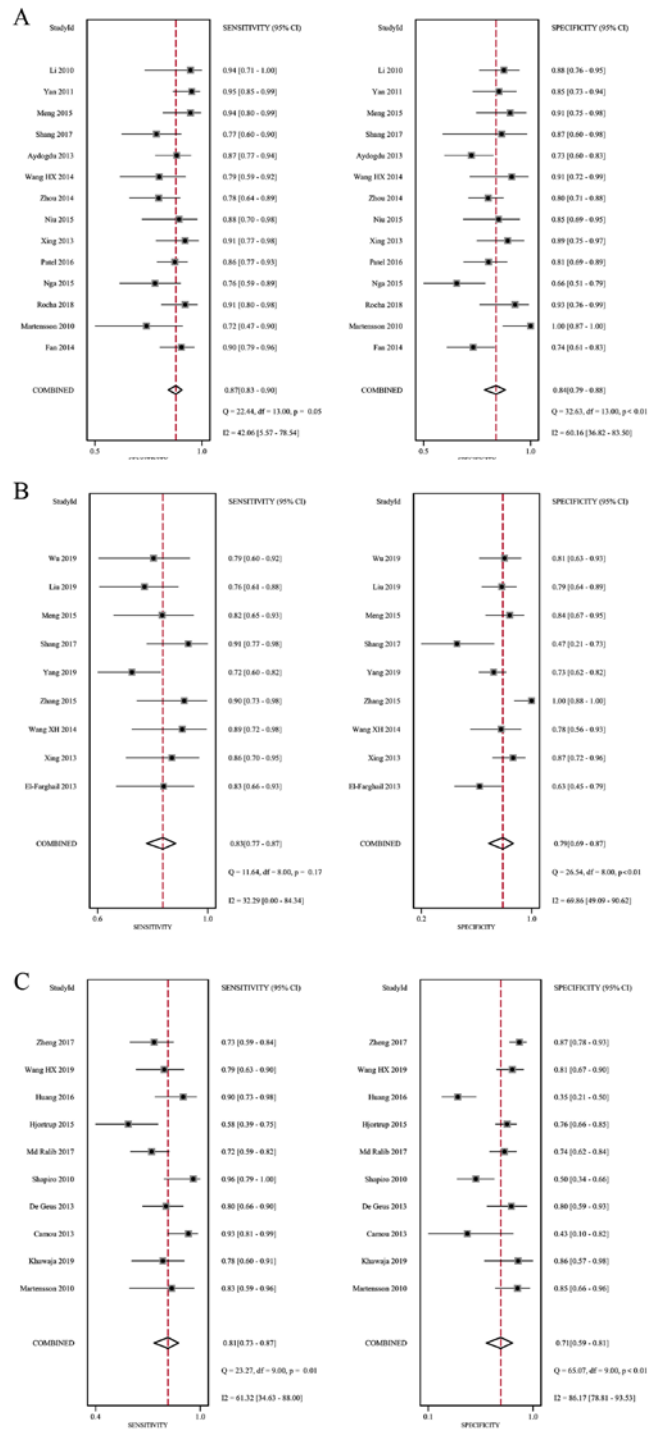 A
StudyId SENSITIVITY (95% CI)
Li 2010 0.94 [0.71 - 1.00]
Yan 2011 0.95 [0.85 - 0.99]
Meng 2015 0.94 [0.80 - 0.99]
Shang 2017 0.77 [0.60 - 0.90]
Aydogdu 2013 0.87 [0.77 - 0.94]
Wang HX 2014 0.79 [0.59 - 0.92]
Zhou 2014 0.78 [0.64 - 0.89]
Niu 2015 0.88 [0.70 - 0.98]
Xing 2013 0.91 [0.77 - 0.98]
Patel 2016 0.86 [0.77 - 0.93]
Nga 2015 0.76 [0.59 - 0.89]
Rocha 2018 0.91 [0.80 - 0.98]
Martensson 2010 0.72 [0.47 - 0.90]
Fan 2014 0.90 [0.79 - 0.96]
COMBINED 0.87[0.83 - 0.90]
Q = 22.44, df = 13.00, p = 0.05
I2 = 42.06 [5.57 - 78.54]
0.5 1.0
StudyId SPECIFICITY (95% CI)
Li 2010 0.88 [0.76 - 0.95]
Yan 2011 0.85 [0.73 - 0.94]
Meng 2015 0.91 [0.75 - 0.98]
Shang 2017 0.87 [0.60 - 0.98]
Aydogdu 2013 0.73 [0.60 - 0.83]
Wang HX 2014 0.91 [0.72 - 0.99]
Zhou 2014 0.80 [0.71 - 0.88]
Niu 2015 0.85 [0.69 - 0.95]
Xing 2013 0.89 [0.75 - 0.97]
Patel 2016 0.81 [0.69 - 0.89]
Nga 2015 0.66 [0.51 - 0.79]
Rocha 2018 0.93 [0.76 - 0.99]
Martensson 2010 1.00 [0.87 - 1.00]
Fan 2014 0.74 [0.61 - 0.83]
COMBINED 0.84[0.79 - 0.88]
Q = 32.63, df = 13.00, p < 0.01
I2 = 60.16 [36.82 - 83.50]
0.5 1.0
B
StudyId SENSITIVITY (95% CI)
Wu 2019 0.79 [0.60 - 0.92]
Liu 2019 0.76 [0.61 - 0.88]
Meng 2015 0.82 [0.65 - 0.93]
Shang 2017 0.91 [0.77 - 0.98]
Yang 2019 0.72 [0.60 - 0.82]
Zhang 2015 0.90 [0.73 - 0.98]
Wang XH 2014 0.89 [0.72 - 0.98]
Xing 2013 0.86 [0.70 - 0.95]
El-Farghali 2013 0.83 [0.66 - 0.93]
COMBINED 0.83[0.77 - 0.87]
Q = 11.64, df = 8.00, p = 0.17
I2 = 32.29 [0.00 - 84.34]
0.6 1.0
SENSITIVITY
StudyId SPECIFICITY (95% CI)
Wu 2019 0.81 [0.63 - 0.93]
Liu 2019 0.79 [0.64 - 0.89]
Meng 2015 0.84 [0.67 - 0.95]
Shang 2017 0.47 [0.21 - 0.73]
Yang 2019 0.73 [0.62 - 0.82]
Zhang 2015 1.00 [0.88 - 1.00]
Wang XH 2014 0.78 [0.56 - 0.93]
Xing 2013 0.87 [0.72 - 0.96]
El-Farghali 2013 0.63 [0.45 - 0.79]
COMBINED 0.79[0.69 - 0.87]
Q = 26.54, df = 8.00, p<0.01
I2 = 69.86 [49.09 - 90.62]
0.2 1.0
SPECIFICITY
C
StudyId SENSITIVITY (95% CI)
Zheng 2017 0.73 [0.59 - 0.84]
Wang HX 2019 0.79 [0.63 - 0.90]
Huang 2016 0.90 [0.73 - 0.98]
Hjortrup 2015 0.58 [0.39 - 0.75]
Md Ralib 2017 0.72 [0.59 - 0.82]
Shapiro 2010 0.96 [0.79 - 1.00]
De Geus 2013 0.80 [0.66 - 0.90]
Camou 2013 0.93 [0.81 - 0.99]
Khawaja 2019 0.78 [0.60 - 0.91]
Martensson 2010 0.83 [0.59 - 0.96]
COMBINED 0.81[0.73 - 0.87]
Q = 23.27, df = 9.00, p = 0.01
I2 = 61.32 [34.63 - 88.00]
0.4 1.0
SENSITIVITY
StudyId SPECIFICITY (95% CI)
Zheng 2017 0.87 [0.78 - 0.93]
Wang HX 2019 0.81 [0.67 - 0.90]
Huang 2016 0.35 [0.21 - 0.50]
Hjortrup 2015 0.76 [0.66 - 0.85]
Md Ralib 2017 0.74 [0.62 - 0.84]
Shapiro 2010 0.50 [0.34 - 0.66]
De Geus 2013 0.80 [0.59 - 0.93]
Camou 2013 0.43 [0.10 - 0.82]
Khawaja 2019 0.86 [0.57 - 0.98]
Martensson 2010 0.85 [0.66 - 0.96]
COMBINED 0.71[0.59 - 0.81]
Q = 65.07, df = 9.00, p < 0.01
I2 = 86.17 [78.81 - 93.53]
0.1 1.0
SPECIFICITY